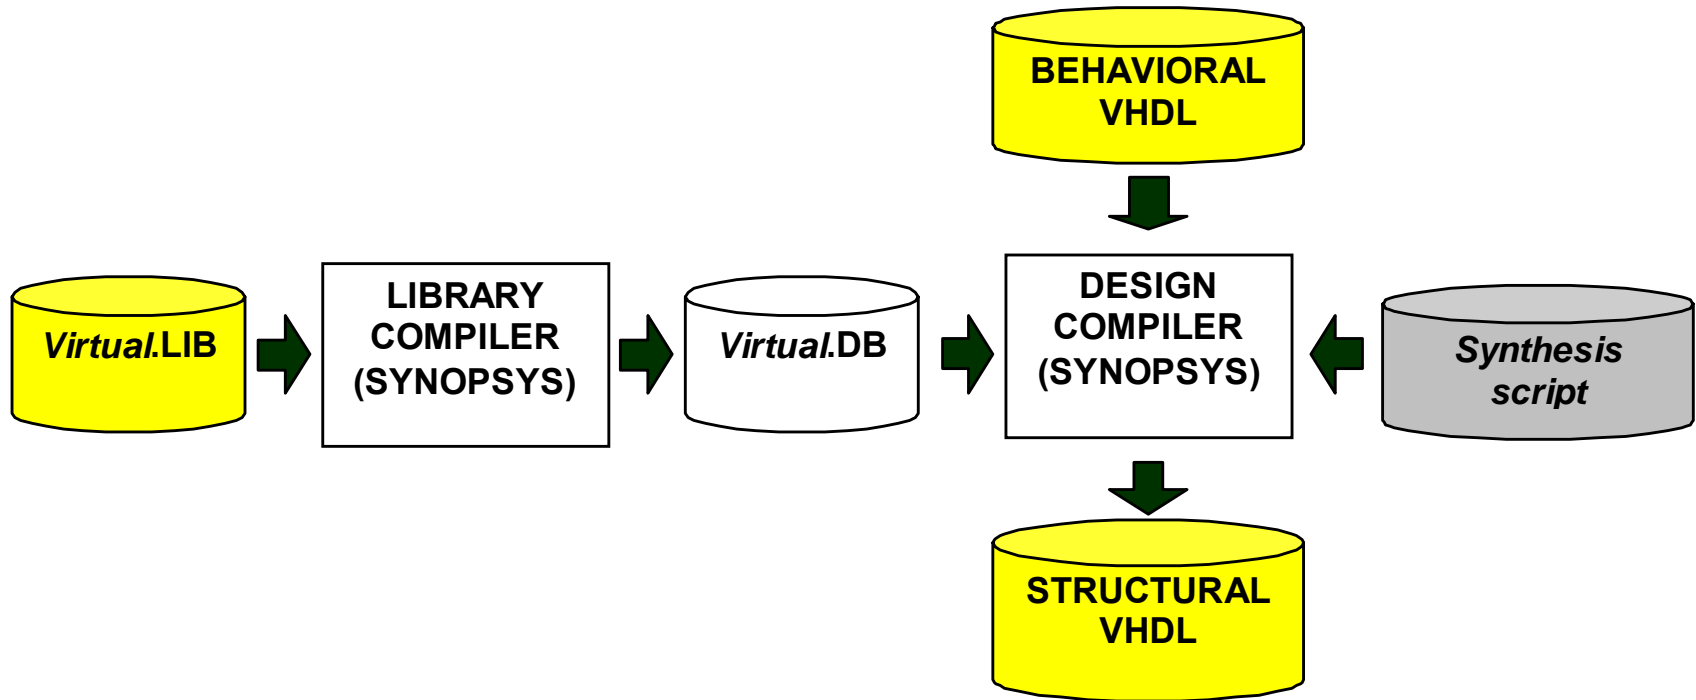 BEHAVIORAL
VHDL
Virtual.LIB
LIBRARY
COMPILER
(SYNOPSYS)
Virtual.DB
DESIGN
COMPILER
(SYNOPSYS)
Synthesis
script
STRUCTURAL
VHDL